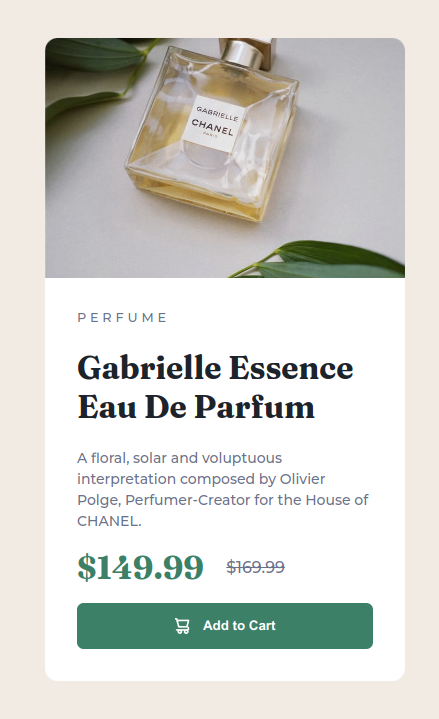 GABRIELLE
CHANEL
PARIS
PERFUME
Gabrielle Essence
Eau De Parfum
A floral, solar and voluptuous
interpretation composed by Olivier
Polge, Perfumer-Creator for the House of
CHANEL.
$149.99 $169.99
Add to Cart